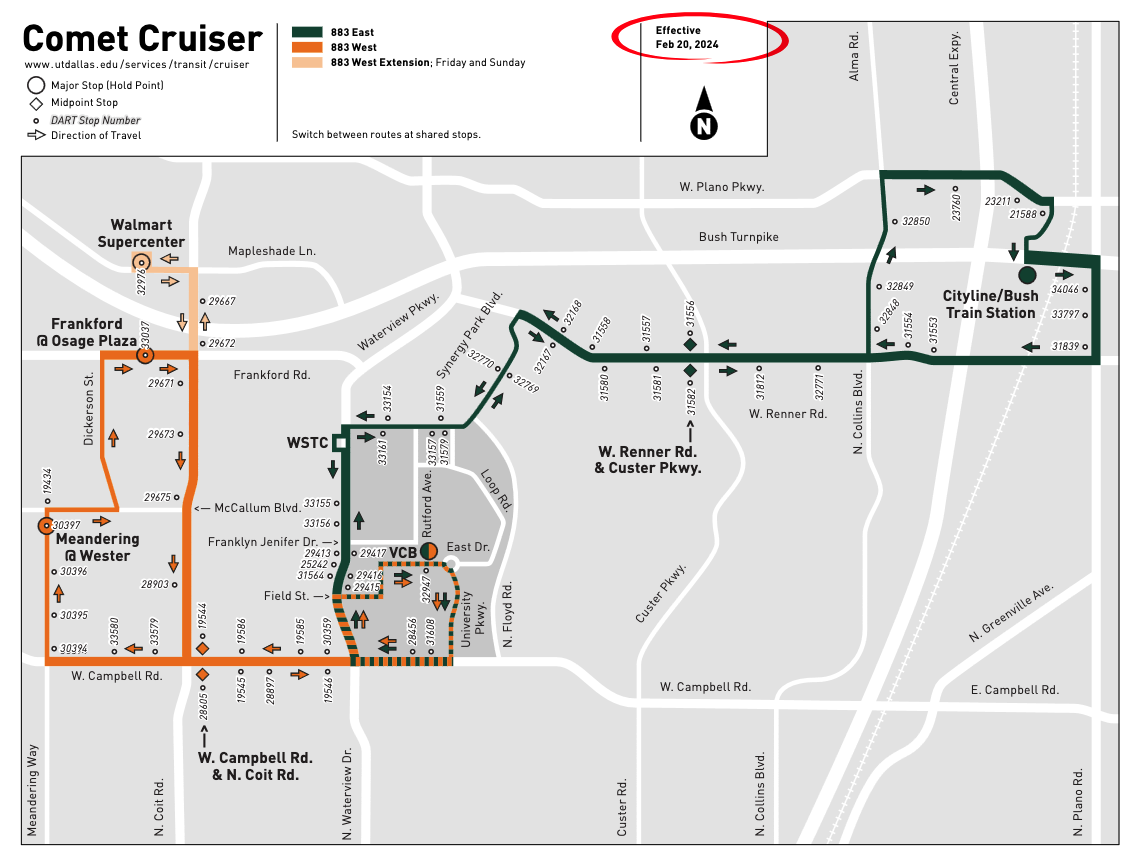 Comet Cruiser
www.utdallas.edu/services/transit/cruiser
Major Stop (Hold Point)
Midpoint Stop
DART Stop Number
Direction of Travel
883 East
883 West
883 West Extension; Friday and Sunday
Switch between routes at shared stops.
Effective
Feb 20, 2024
N
Alma Rd.
Central Expy.
W. Plano Pkwy.
Bush Turnpike
Mapleshade Ln.
Walmart
Supercenter
32976
29667
29672
Frankford
@ Osage Plaza
33037
29671
Frankford Rd.
Dickerson St.
29673
29675
19434
30397
Meandering
@ Wester
30396
30395
30394
33580
33579
28903
19544
19586
19585
30359
W. Campbell Rd.
28605
19545
28897
19546
W. Campbell Rd.
& N. Coit Rd.
Meandering Way
N. Coit Rd.
N. Waterview Dr.
Waterview Pkwy.
Synergy Park Blvd.
32770
32769
32168
32167
31558
31557
31556
31580
31581
31582
31812
32771
W. Renner Rd.
W. Renner Rd.
& Custer Pkwy.
33154
31559
33161
33157
31579
WSTC
<-- McCallum Blvd.
33155
33156
Franklyn Jenifer Dr. -->
29413
25242
31564
29417
29416
29415
Field St. -->
VCB
32947
Rutford Ave.
Loop Rd.
East Dr.
University
Pkwy.
N. Floyd Rd.
28456
31608
Custer Pkwy.
N. Collins Blvd.
32850
32849
32848
31554
31553
23760
23211
21588
Cityline/Bush
Train Station
34046
33797
31839
N. Greenville Ave.
W. Campbell Rd.
E. Campbell Rd.
Custer Rd.
N. Collins Blvd.
N. Plano Rd.